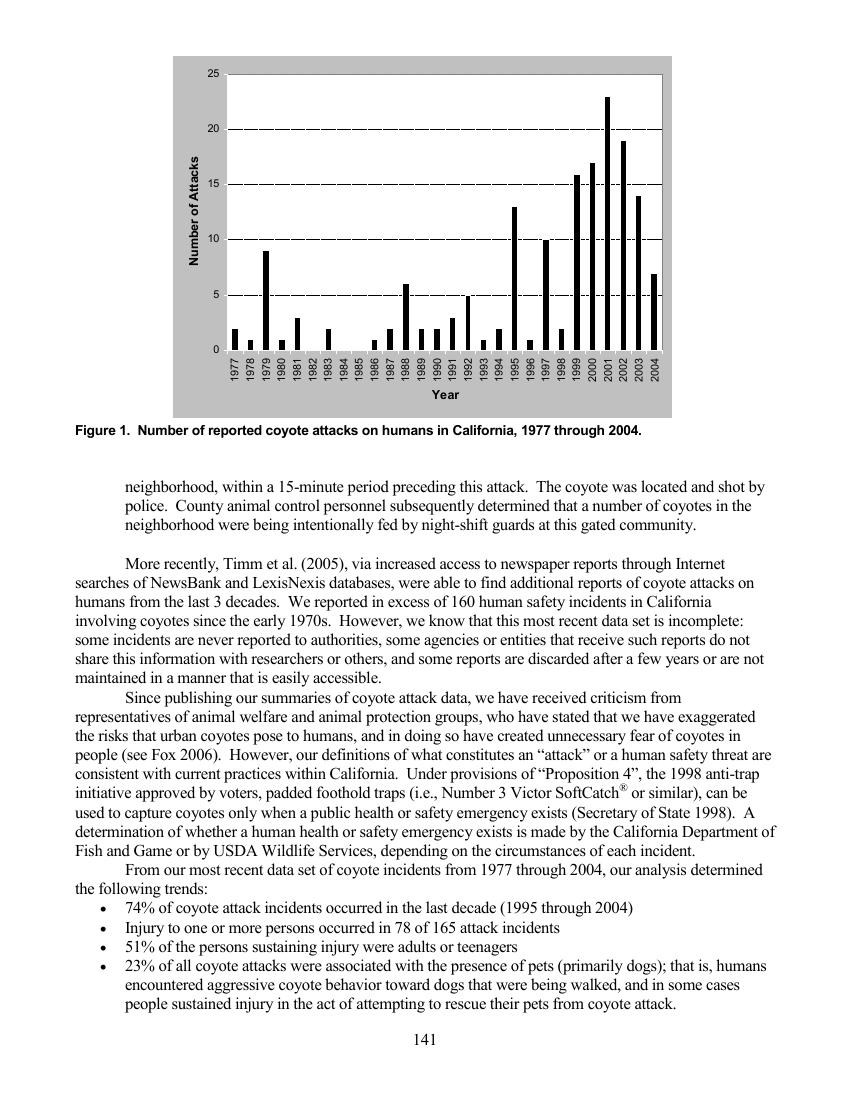 25
20
15
10
5
0
Number of Attacks
1977 1978 1979 1980 1981 1982 1983 1984 1985 1986 1987 1988 1989 1990 1991 1992 1993 1994 1995 1996 1997 1998 1999 2000 2001 2002 2003 2004
Year
Figure 1.  Number of reported coyote attacks on humans in California, 1977 through 2004.
neighborhood, within a 15-minute period preceding this attack.  The coyote was located and shot by
police.  County animal control personnel subsequently determined that a number of coyotes in the
neighborhood were being intentionally fed by night-shift guards at this gated community.
More recently, Timm et al. (2005), via increased access to newspaper reports through Internet
searches of NewsBank and LexisNexis databases, were able to find additional reports of coyote attacks on
humans from the last 3 decades.  We reported in excess of 160 human safety incidents in California
involving coyotes since the early 1970s.  However, we know that this most recent data set is incomplete:
some incidents are never reported to authorities, some agencies or entities that receive such reports do not
share this information with researchers or others, and some reports are discarded after a few years or are not
maintained in a manner that is easily accessible.
Since publishing our summaries of coyote attack data, we have received criticism from
representatives of animal welfare and animal protection groups, who have stated that we have exaggerated
the risks that urban coyotes pose to humans, and in doing so have created unnecessary fear of coyotes in
people (see Fox 2006).  However, our definitions of what constitutes an “attack” or a human safety threat are
consistent with current practices within California.  Under provisions of “Proposition 4”, the 1998 anti-trap
initiative approved by voters, padded foothold traps (i.e., Number 3 Victor SoftCatch® or similar), can be
used to capture coyotes only when a public health or safety emergency exists (Secretary of State 1998).  A
determination of whether a human health or safety emergency exists is made by the California Department of
Fish and Game or by USDA Wildlife Services, depending on the circumstances of each incident.
From our most recent data set of coyote incidents from 1977 through 2004, our analysis determined
the following trends:
• 74% of coyote attack incidents occurred in the last decade (1995 through 2004)
• Injury to one or more persons occurred in 78 of 165 attack incidents
• 51% of the persons sustaining injury were adults or teenagers
• 23% of all coyote attacks were associated with the presence of pets (primarily dogs); that is, humans
encountered aggressive coyote behavior toward dogs that were being walked, and in some cases
people sustained injury in the act of attempting to rescue their pets from coyote attack.
141